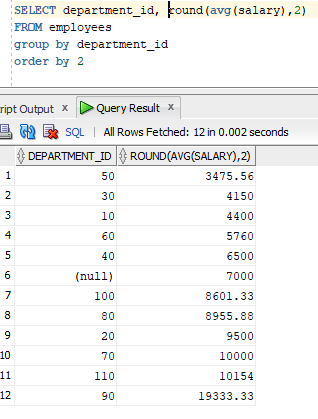 SELECT department_id, round(avg(salary),2)
FROM employees
group by department_id
order by 2
ript Output x Query Result x
SQL | All Rows Fetched: 12 in 0.002 seconds
DEPARTMENT_ID ROUND(AVG(SALARY),2)
1 50 3475.56
2 30 4150
3 10 4400
4 60 5760
5 40 6500
6 (null) 7000
7 100 8601.33
8 80 8955.88
9 20 9500
10 70 10000
11 110 10154
12 90 19333.33